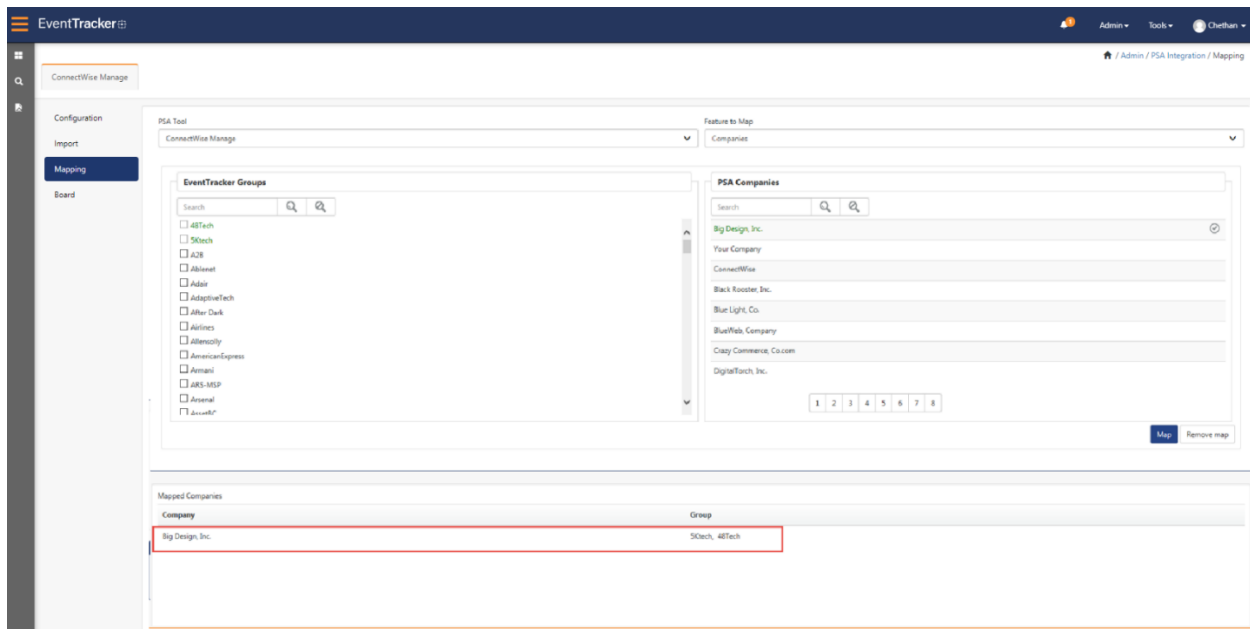 EventTracker
Admin Tools Chethan
/ Admin / PSA Integration / Mapping
ConnectWise Manage
Configuration
Import
Mapping
Board
PSA Tool
ConnectWise Manage
Feature to Map
Companies
EventTracker Groups
Search
48Tech
5Ktech
A2B
Ablenet
Adair
AdaptiveTech
After Dark
Airlines
Allensolly
AmericanExpress
Armani
ARS-MSP
Arsenal
PSA Companies
Search
Big Design, Inc.
Your Company
ConnectWise
Black Rooster, Inc.
Blue Light, Co.
BlueWeb, Company
Crazy Commerce, Co.com
DigitalTorch, Inc.
1 2 3 4 5 6 7 8
Map Remove map
Mapped Companies
Company Group
Big Design, Inc. 5Ktech, 48Tech